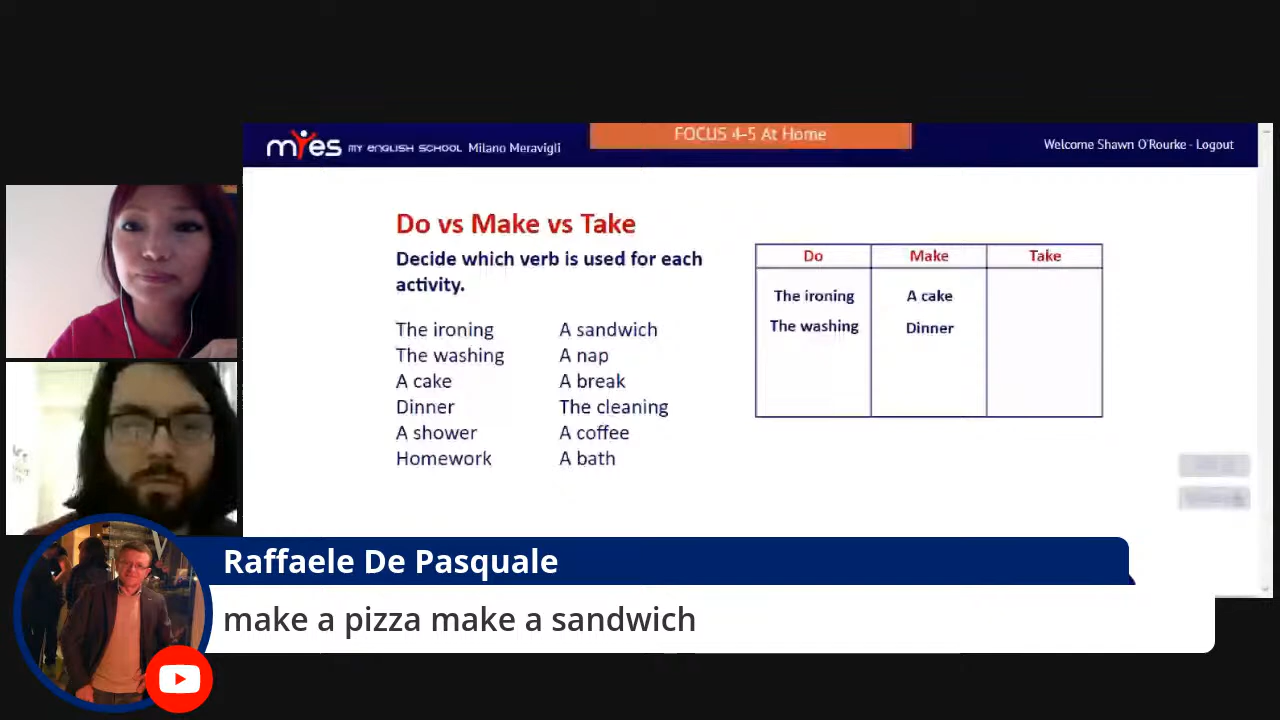 myes MY ENGLISH SCHOOL Milano Meravigli
FOCUS 4-5 At Home
Welcome Shawn O'Rourke - Logout
Do vs Make vs Take
Decide which verb is used for each
activity.
The ironing
The washing
A cake
Dinner
A shower
Homework
A sandwich
A nap
A break
The cleaning
A coffee
A bath
Do Make Take
The ironing A cake
The washing Dinner
Raffaele De Pasquale
make a pizza make a sandwich